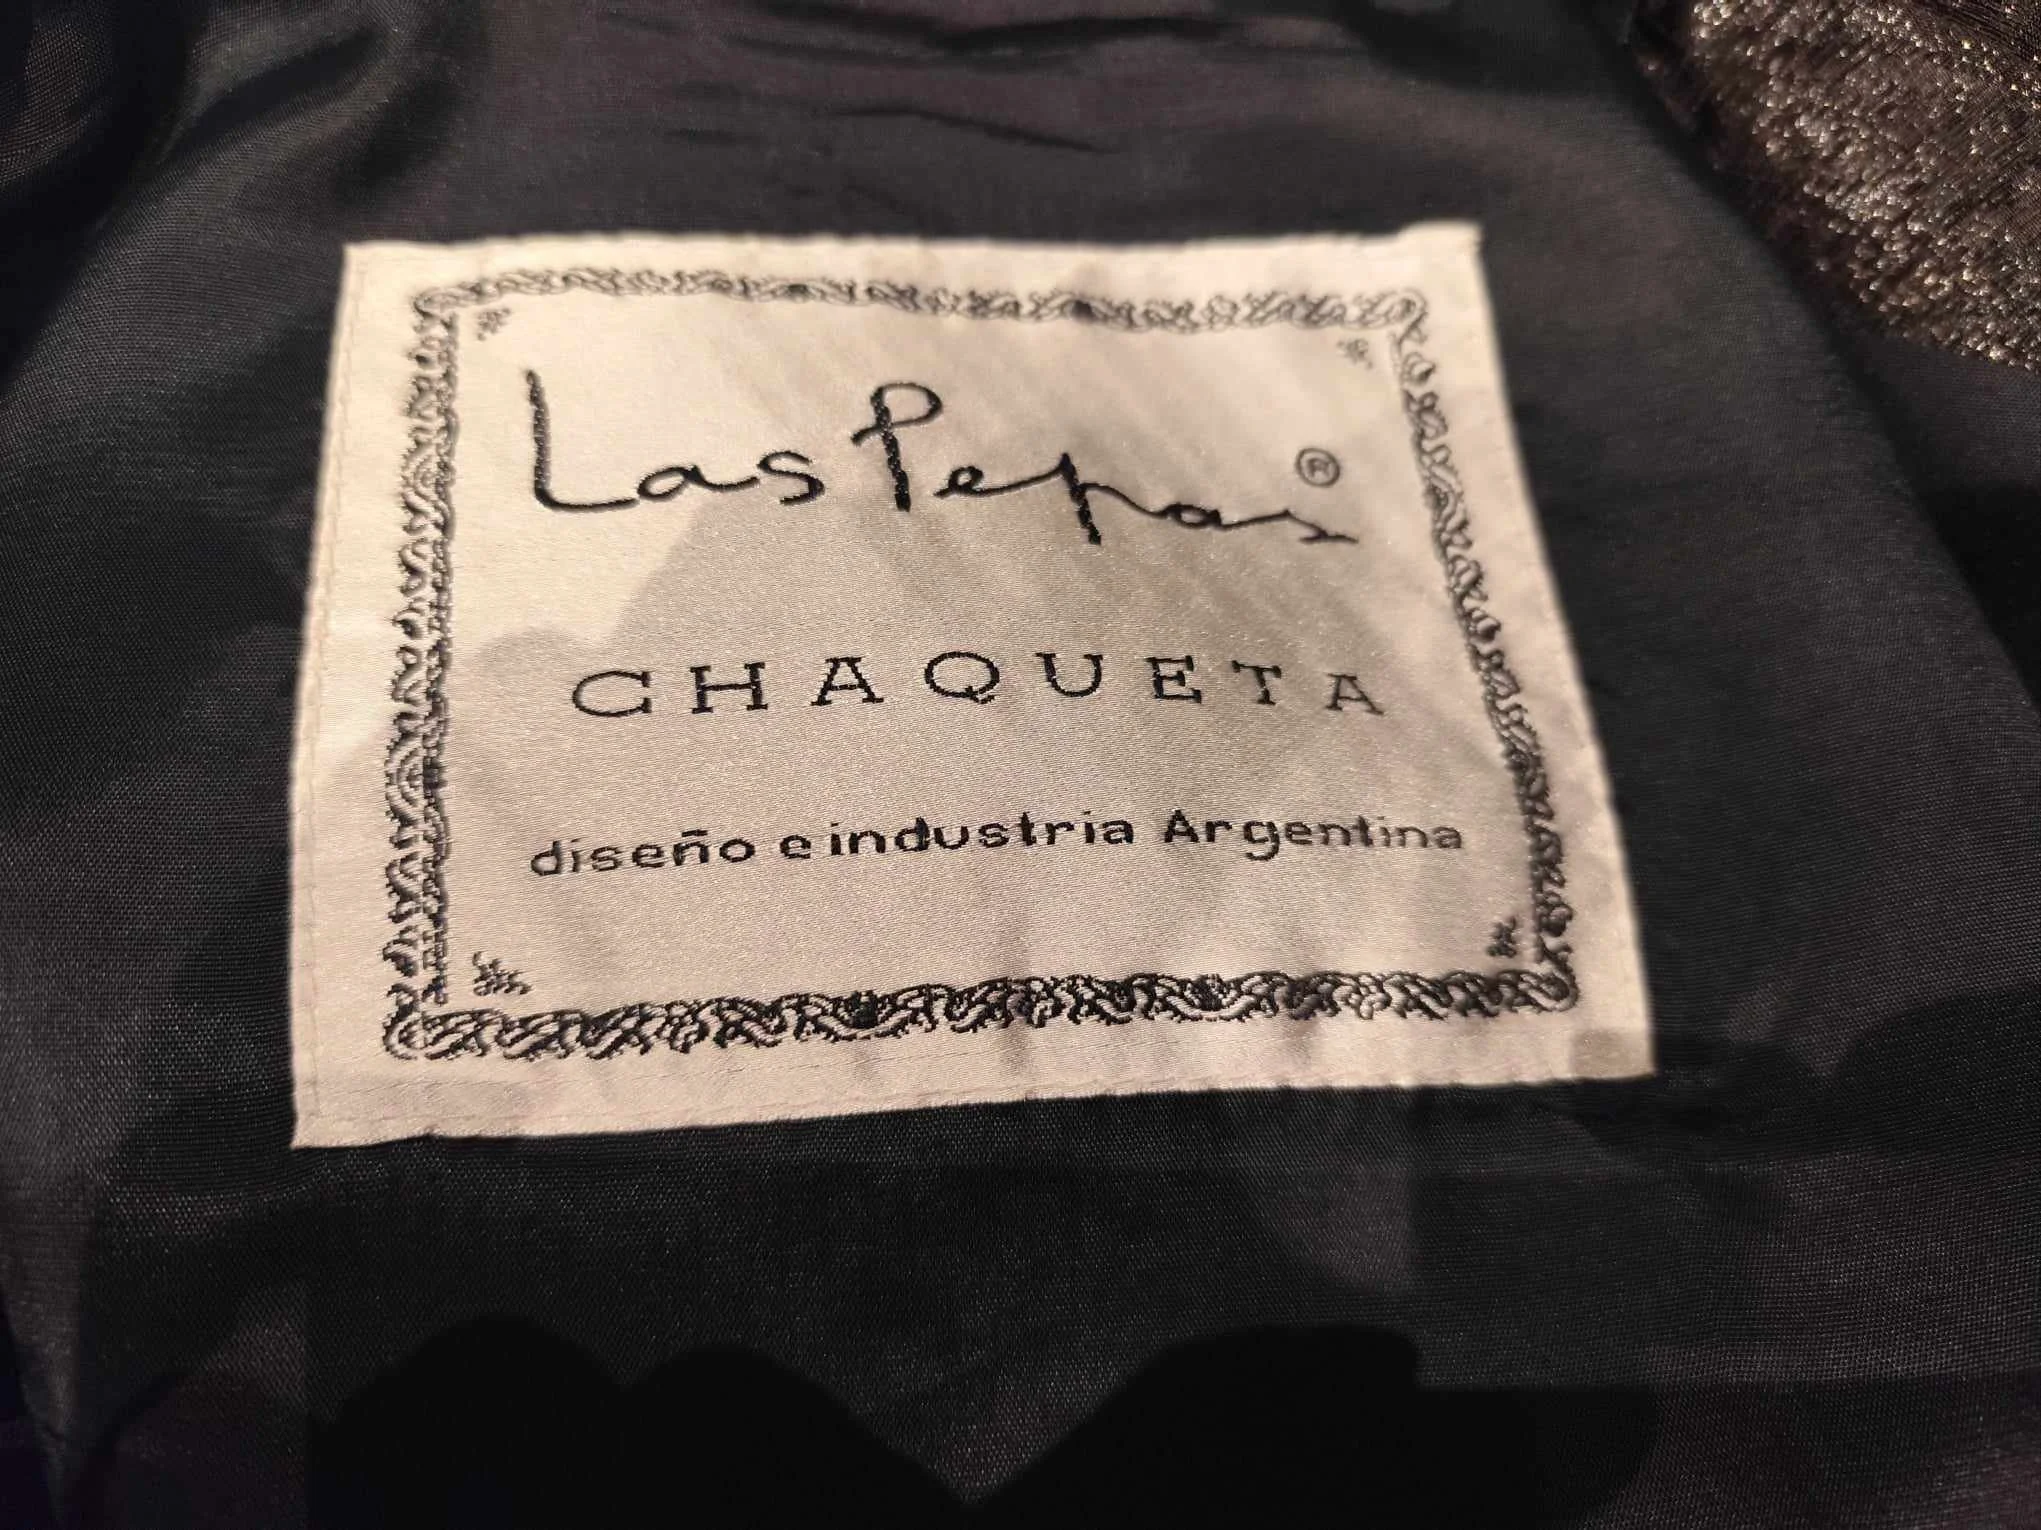 Las Pepas ®
CHAQUETA
diseño e industria Argentina